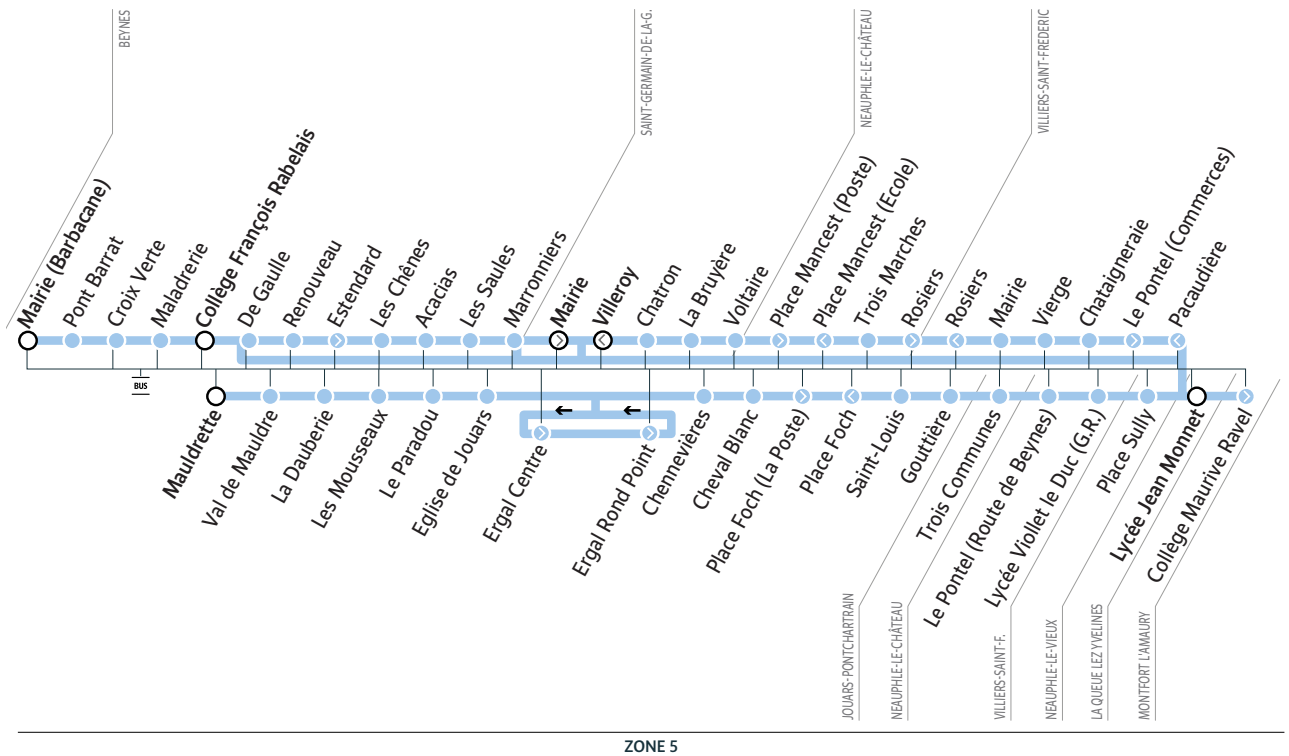 BEYNES
SAINT-GERMAIN-DE-LA-G.
NEAUPHLE-LE-CHÂTEAU
VILLIERS-SAINT-FREDERIC
Mairie (Barbacane)
Pont Barrat
Croix Verte
Maladrerie
Collège François Rabelais
De Gaulle
Renouveau
Estendard
Les Chênes
Acacias
Les Saules
Marronniers
Mairie
Villeroy
Chatron
La Bruyère
Voltaire
Place Mancest (Poste)
Place Mancest (Ecole)
Trois Marches
Rosiers
Rosiers
Mairie
Vierge
Chataigneraie
Le Pontel (Commerces)
Pacaudière
BUS
Mauldrette
Val de Mauldre
La Dauberie
Les Mousseaux
Le Paradou
Eglise de Jouars
Ergal Centre
Ergal Rond Point
Chennevières
Cheval Blanc
Place Foch (La Poste)
Place Foch
Saint-Louis
Gouttière
Trois Communes
Le Pontel (Route de Beynes)
Lycée Viollet le Duc (G.R.)
Place Sully
Lycée Jean Monnet
Collège Maurive Ravel
JOUARS-PONTCHARTRAIN
NEAUPHLE-LE-CHÂTEAU
VILLIERS-SAINT-F.
NEAUPHLE-LE-VIEUX
LA QUEUE LEZ YVELINES
MONTFORT L'AMAURY
ZONE 5